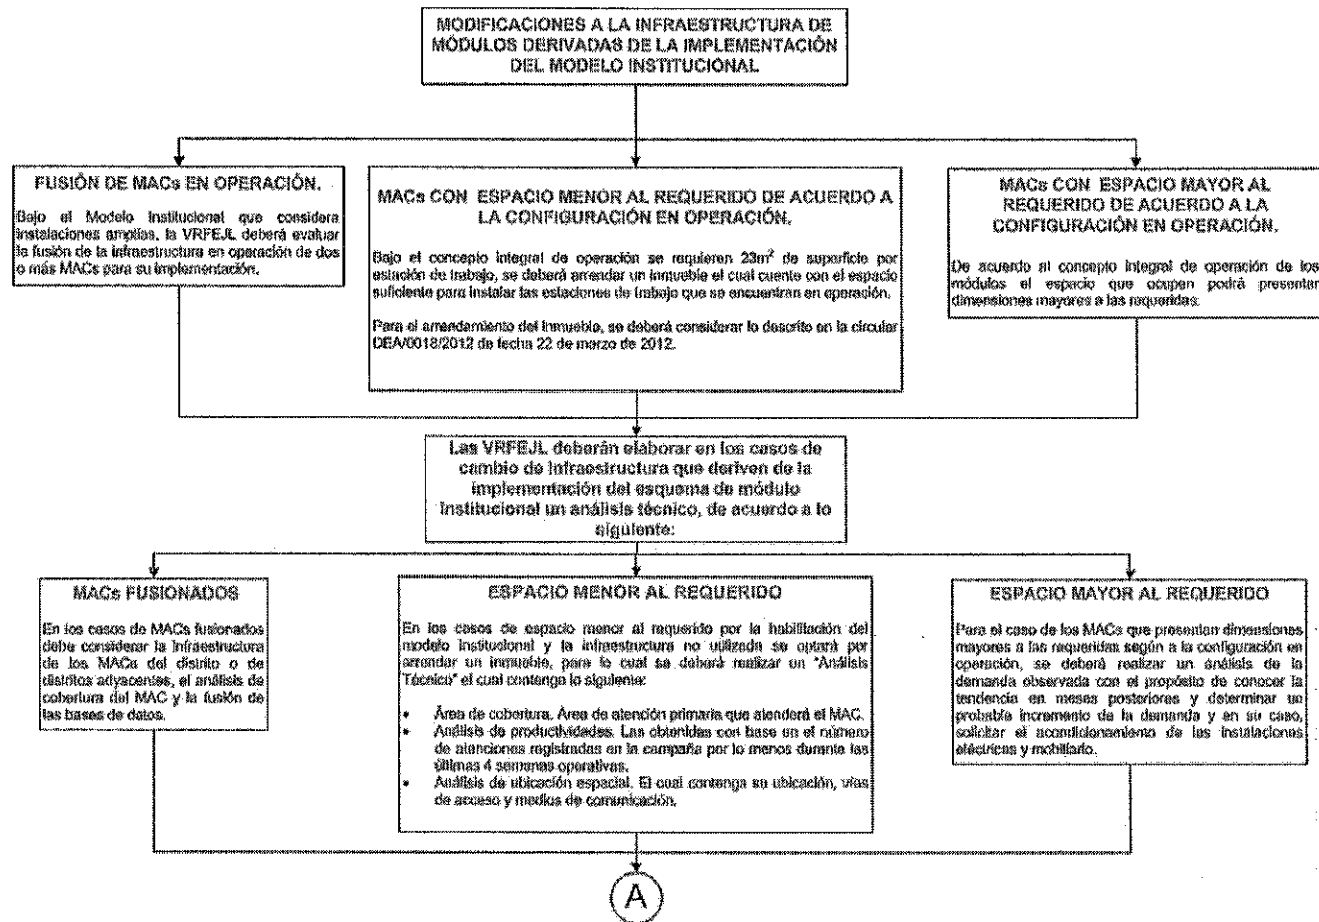 MODIFICACIONES A LA INFRAESTRUCTURA DE
MÓDULOS DERIVADAS DE LA IMPLEMENTACIÓN
DEL MODELO INSTITUCIONAL
FUSIÓN DE MACs EN OPERACIÓN.
Bajo el Modelo Institucional que considera
instalaciones amplias, la VRFEJL deberá evaluar
la fusión de la infraestructura en operación de dos
o más MACs para su implementación.
MACs CON ESPACIO MENOR AL REQUERIDO DE ACUERDO A
LA CONFIGURACIÓN EN OPERACIÓN.
Bajo el concepto integral de operación se requieren 23m² de superficie por
estación de trabajo, se deberá arrendar un inmueble el cual cuente con el espacio
suficiente para instalar las estaciones de trabajo que se encuentran en operación.
Para el arrendamiento del inmueble, se deberá considerar lo descrito en la circular
DEA/0018/2012 de fecha 22 de marzo de 2012.
MACs CON ESPACIO MAYOR AL
REQUERIDO DE ACUERDO A LA
CONFIGURACIÓN EN OPERACIÓN.
De acuerdo al concepto integral de operación de los
módulos el espacio que ocupen podrá presentar
dimensiones mayores a las requeridas.
Las VRFEJL deberán elaborar en los casos de
cambio de infraestructura que deriven de la
implementación del esquema de módulo
Institucional un análisis técnico, de acuerdo a lo
siguiente:
MACs FUSIONADOS
En los casos de MACs fusionados
debe considerar la infraestructura
de los MACs del distrito o de
distritos adyacentes, el análisis de
cobertura del MAC y la fusión de
las bases de datos.
ESPACIO MENOR AL REQUERIDO
En los casos de espacio menor al requerido por la habilitación del
modelo institucional y la infraestructura no utilizada se optará por
arrendar un inmueble, para lo cual se deberá realizar un "Análisis
Técnico" el cual contenga lo siguiente:
• Área de cobertura. Área de atención primaria que atenderá el MAC.
• Análisis de productividades. Las obtenidas con base en el número
de atenciones registradas en la campaña por lo menos durante las
últimas 4 semanas operativas.
• Análisis de ubicación espacial. El cual contenga su ubicación, vías
de acceso y medios de comunicación.
ESPACIO MAYOR AL REQUERIDO
Para el caso de los MACs que presentan dimensiones
mayores a las requeridas según a la configuración en
operación, se deberá realizar un análisis de la
demanda observada con el propósito de conocer la
tendencia en meses posteriores y determinar un
probable incremento de la demanda y en su caso,
solicitar el acondicionamiento de las instalaciones
eléctricas y mobiliario.
A